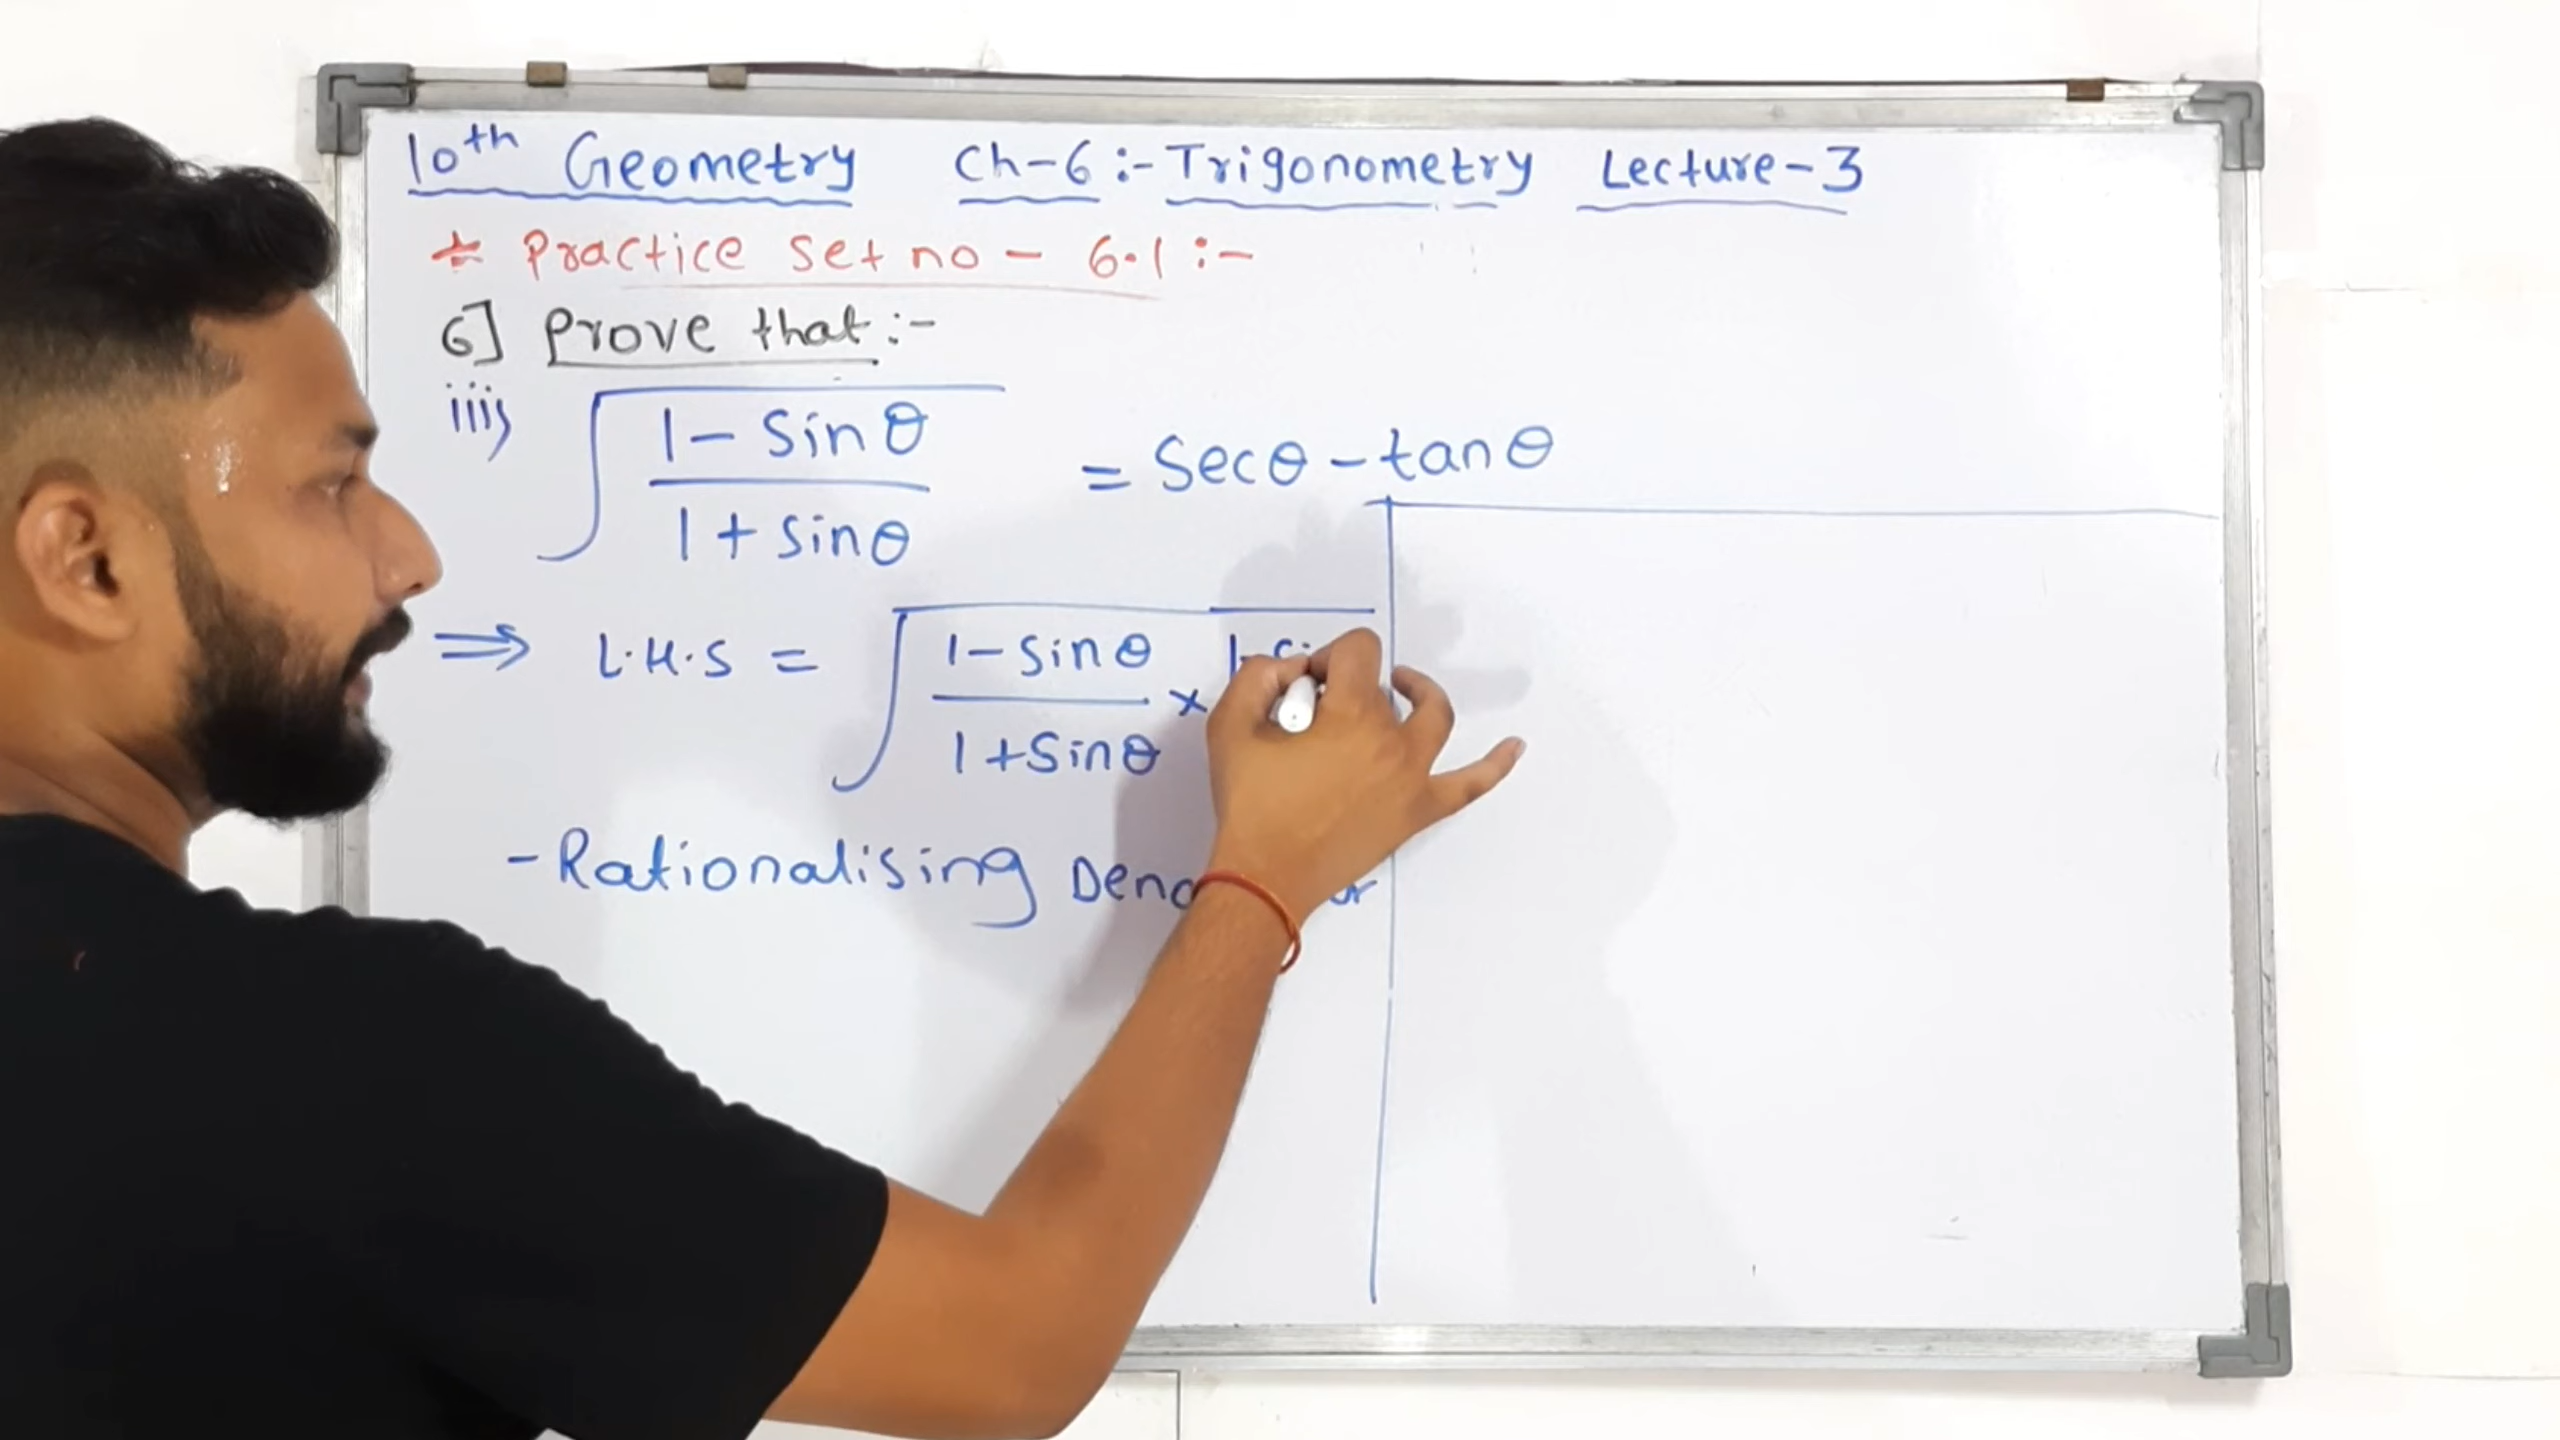 10th Geometry Ch-6:- Trigonometry Lecture-3
* Practice set no - 6.1:-
6] Prove that:-
iii) √(1- Sinθ / 1+ sinθ) = Secθ - tanθ
⇒ L.H.S = √(1-Sinθ / 1+Sinθ ×
-Rationalising